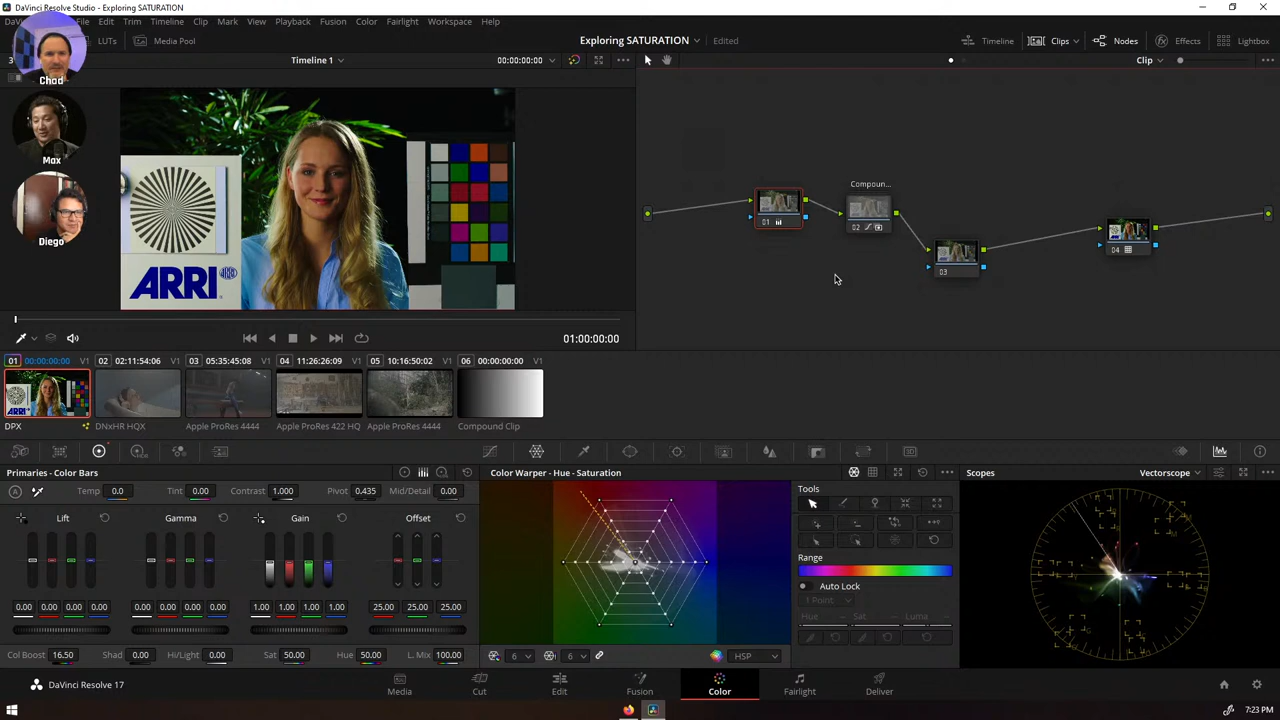 DaVinci Resolve Studio - Exploring SATURATION
File Edit Trim Timeline Clip Mark View Playback Fusion Color Fairlight Workspace Help
LUTs Media Pool
Exploring SATURATION Edited
Timeline Clips Nodes Effects Lightbox
Timeline 1 00:00:00:00 Clip
Chad
Max
Diego
ARRI
Compoun...
01
02
03
04
01:00:00:00
01 00:00:00:00 V1 02 02:11:54:06 V1 03 05:35:45:08 V1 04 11:26:26:09 V1 05 10:16:50:02 V1 06 00:00:00:00 V1
DPX DNxHR HQX Apple ProRes 4444 Apple ProRes 422 HQ Apple ProRes 4444 Compound Clip
Primaries - Color Bars
Color Warper - Hue - Saturation
Scopes Vectorscope
Temp 0.0 Tint 0.00 Contrast 1.000 Pivot 0.435 Mid/Detail 0.00
Lift Gamma Gain Offset
0.00 0.00 0.00 0.00 0.00 0.00 0.00 0.00 1.00 1.00 1.00 1.00 25.00 25.00 25.00
Col Boost 16.50 Shad 0.00 Hi/Light 0.00 Sat 50.00 Hue 50.00 L. Mix 100.00
6 6 HSP
Tools
Range
Auto Lock
1 Point
Hue Sat Luma
DaVinci Resolve 17
Media Cut Edit Fusion Color Fairlight Deliver
7:23 PM